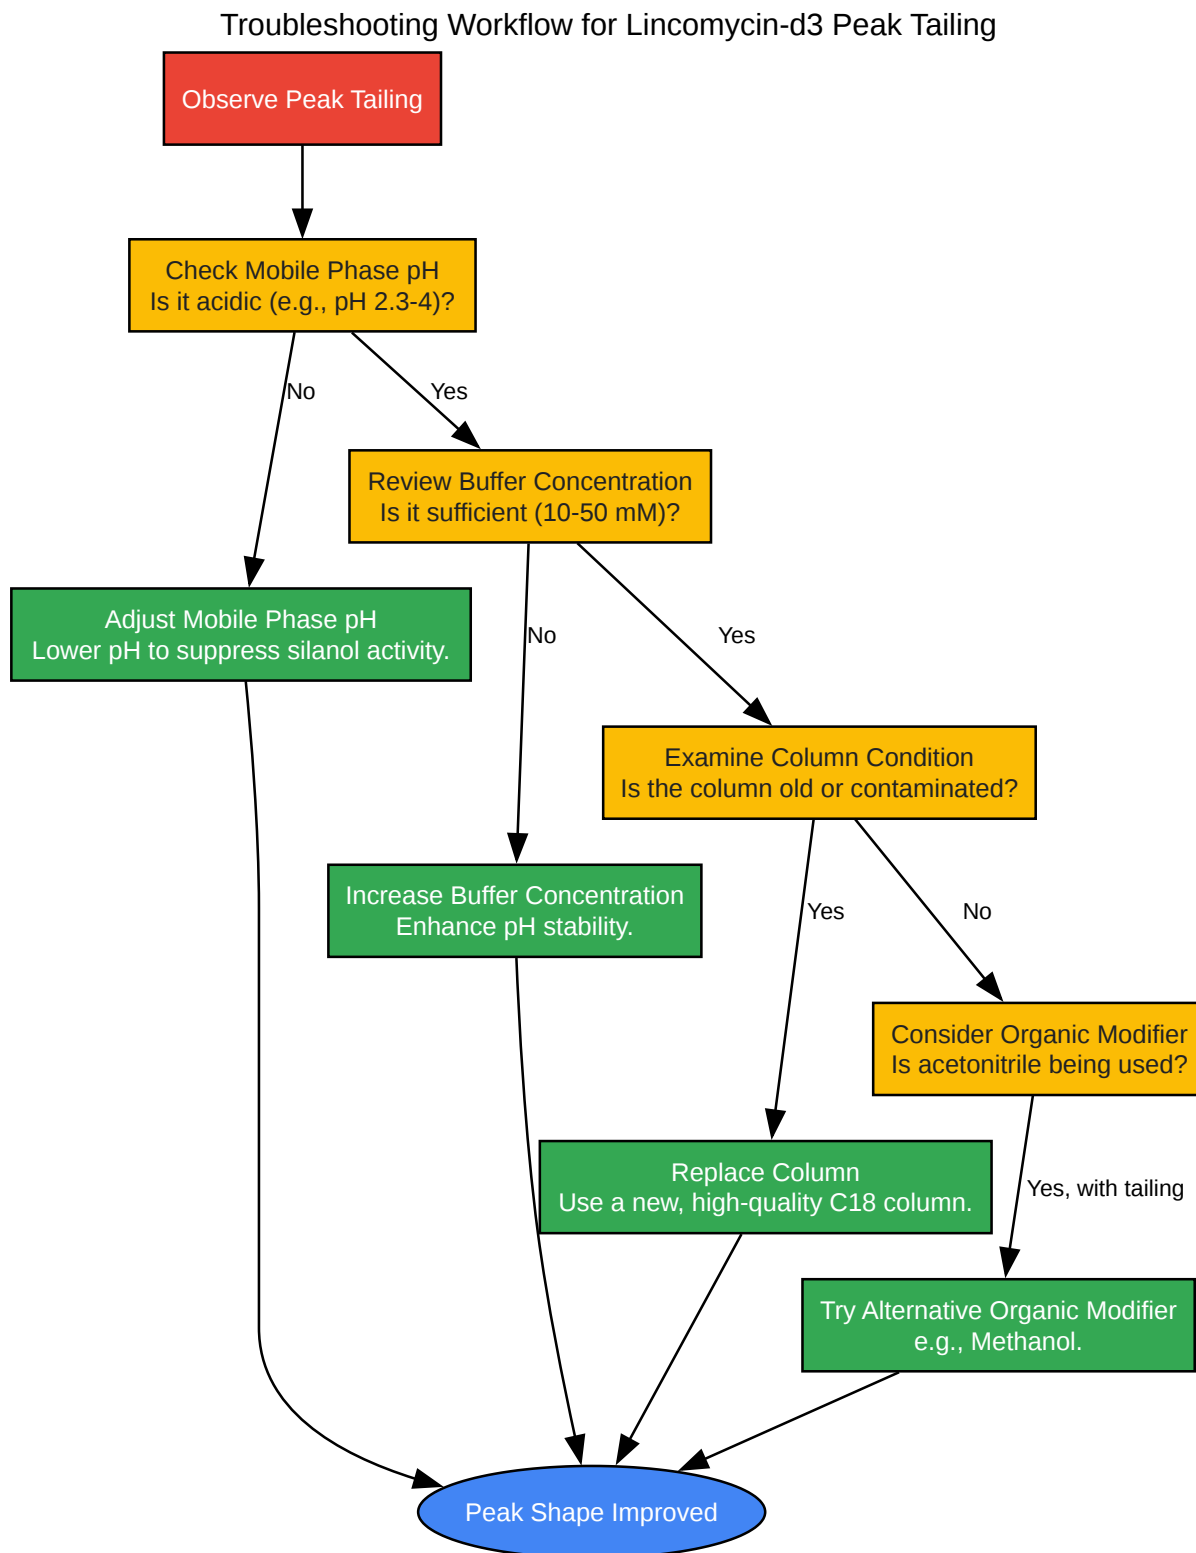 Troubleshooting Workflow for Lincomycin-d3 Peak Tailing
Observe Peak Tailing
Check Mobile Phase pH
Is it acidic (e.g., pH 2.3-4)?
No
Yes
Review Buffer Concentration
Is it sufficient (10-50 mM)?
Adjust Mobile Phase pH
Lower pH to suppress silanol activity.
No
Yes
Examine Column Condition
Is the column old or contaminated?
Increase Buffer Concentration
Enhance pH stability.
Yes
No
Consider Organic Modifier
Is acetonitrile being used?
Replace Column
Use a new, high-quality C18 column.
Yes, with tailing
Try Alternative Organic Modifier
e.g., Methanol.
Peak Shape Improved